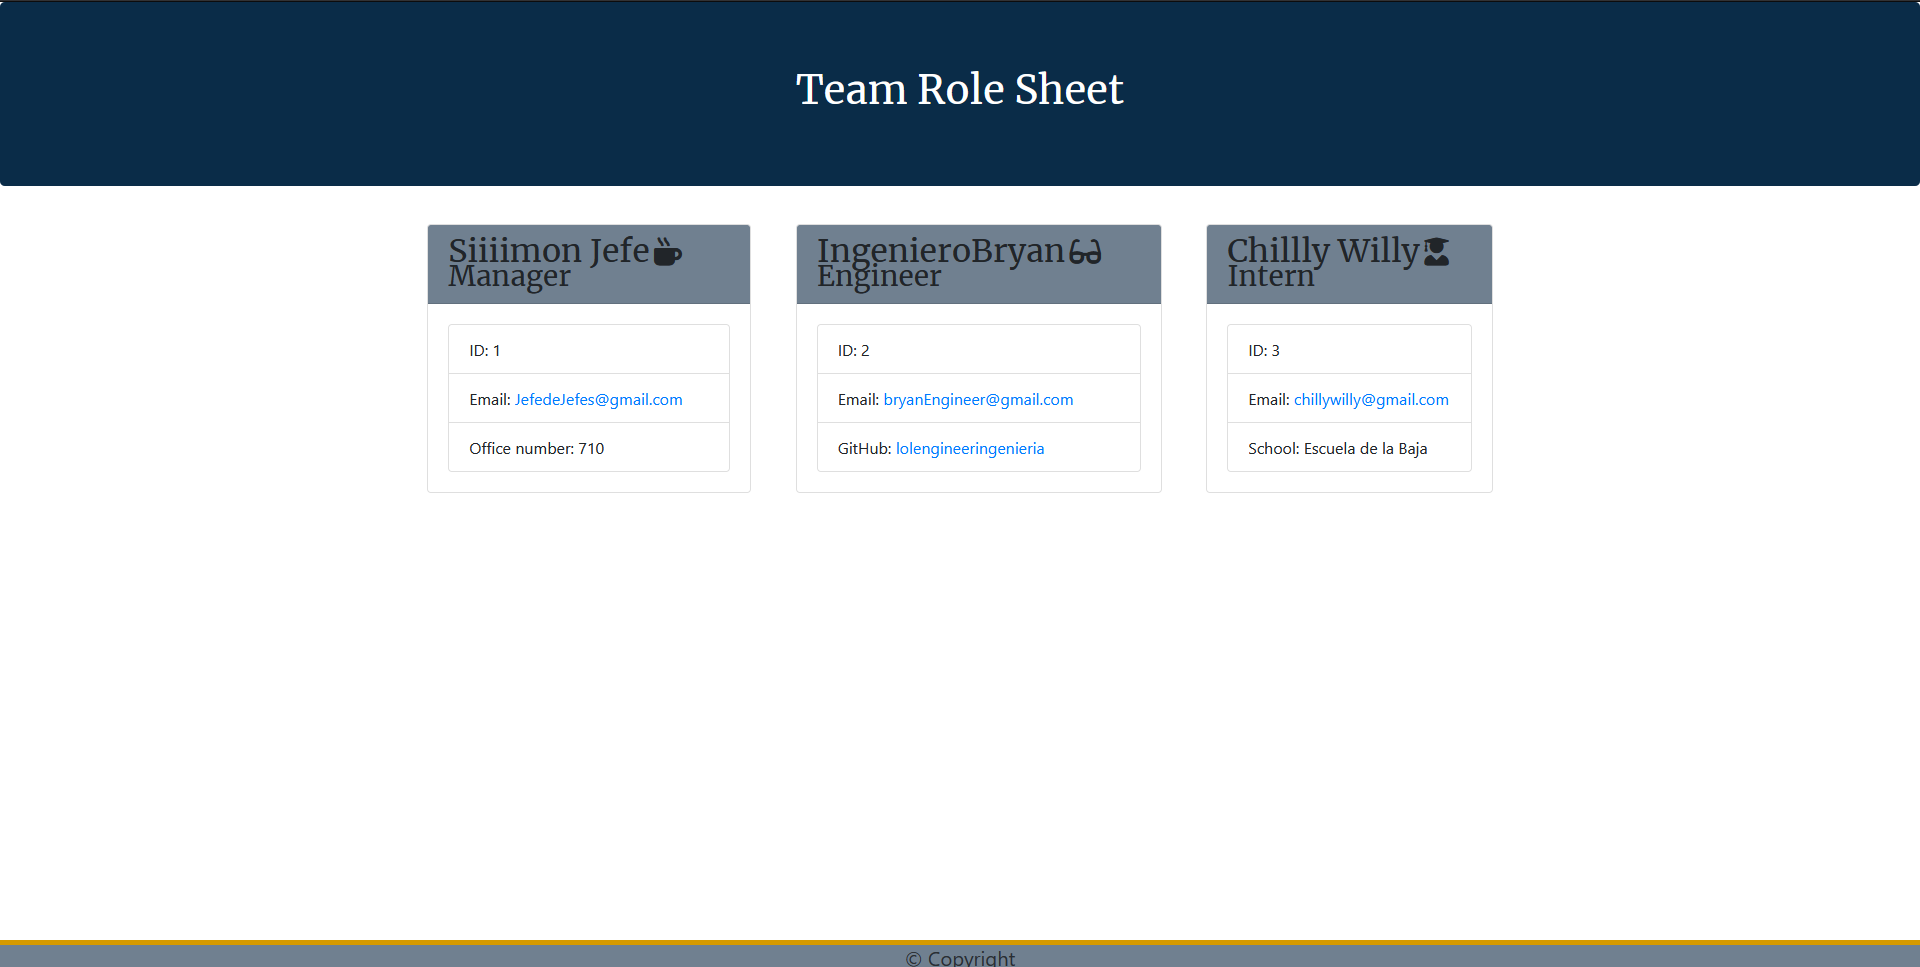 Team Role Sheet
Siiiimon Jefe
Manager
ID: 1
Email: JefedeJefes@gmail.com
Office number: 710
IngenieroBryan
Engineer
ID: 2
Email: bryanEngineer@gmail.com
GitHub: lolengineeringenieria
Chillly Willy
Intern
ID: 3
Email: chillywilly@gmail.com
School: Escuela de la Baja
© Copyright